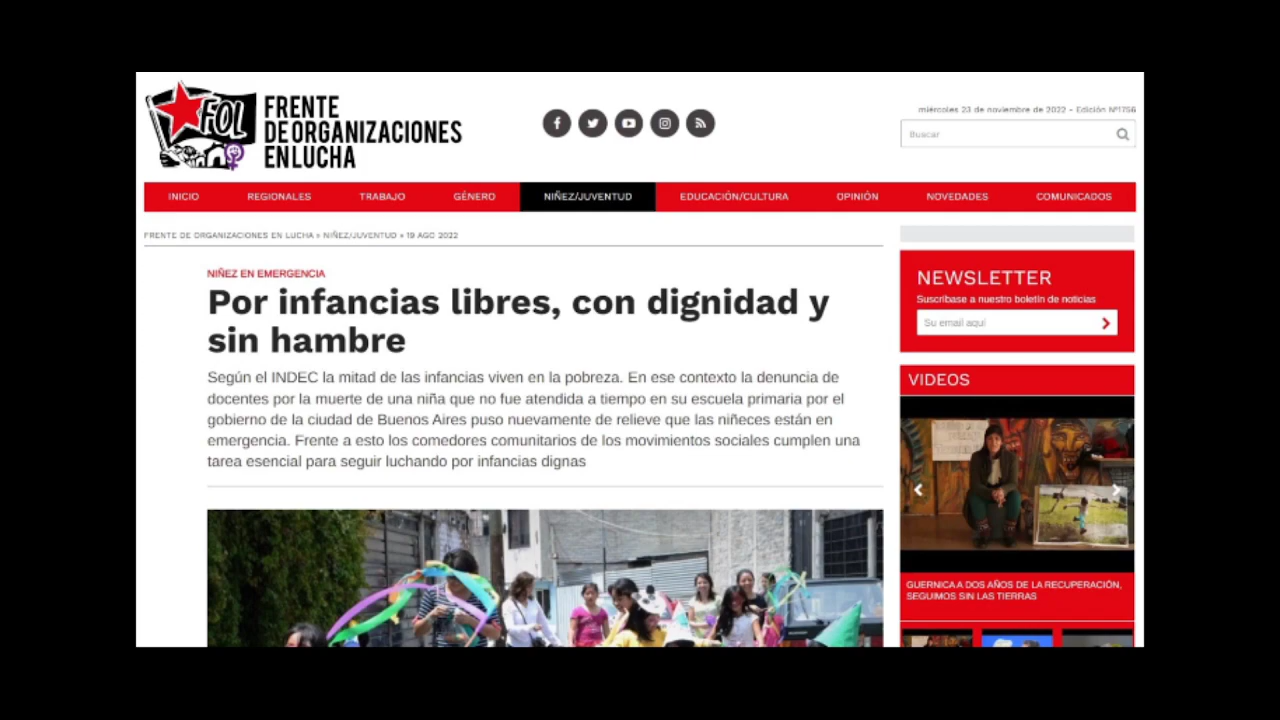 FOL
FRENTE
DE ORGANIZACIONES
EN LUCHA
miércoles 23 de noviembre de 2022 - Edición Nº1756
Buscar
INICIO
REGIONALES
TRABAJO
GÉNERO
NIÑEZ/JUVENTUD
EDUCACIÓN/CULTURA
OPINIÓN
NOVEDADES
COMUNICADOS
FRENTE DE ORGANIZACIONES EN LUCHA » NIÑEZ/JUVENTUD » 19 AGO 2022
NIÑEZ EN EMERGENCIA
Por infancias libres, con dignidad y
sin hambre
Según el INDEC la mitad de las infancias viven en la pobreza. En ese contexto la denuncia de
docentes por la muerte de una niña que no fue atendida a tiempo en su escuela primaria por el
gobierno de la ciudad de Buenos Aires puso nuevamente de relieve que las niñeces están en
emergencia. Frente a esto los comedores comunitarios de los movimientos sociales cumplen una
tarea esencial para seguir luchando por infancias dignas
NEWSLETTER
Suscríbase a nuestro boletín de noticias
Su email aquí
VIDEOS
GUERNICA A DOS AÑOS DE LA RECUPERACIÓN,
SEGUIMOS SIN LAS TIERRAS